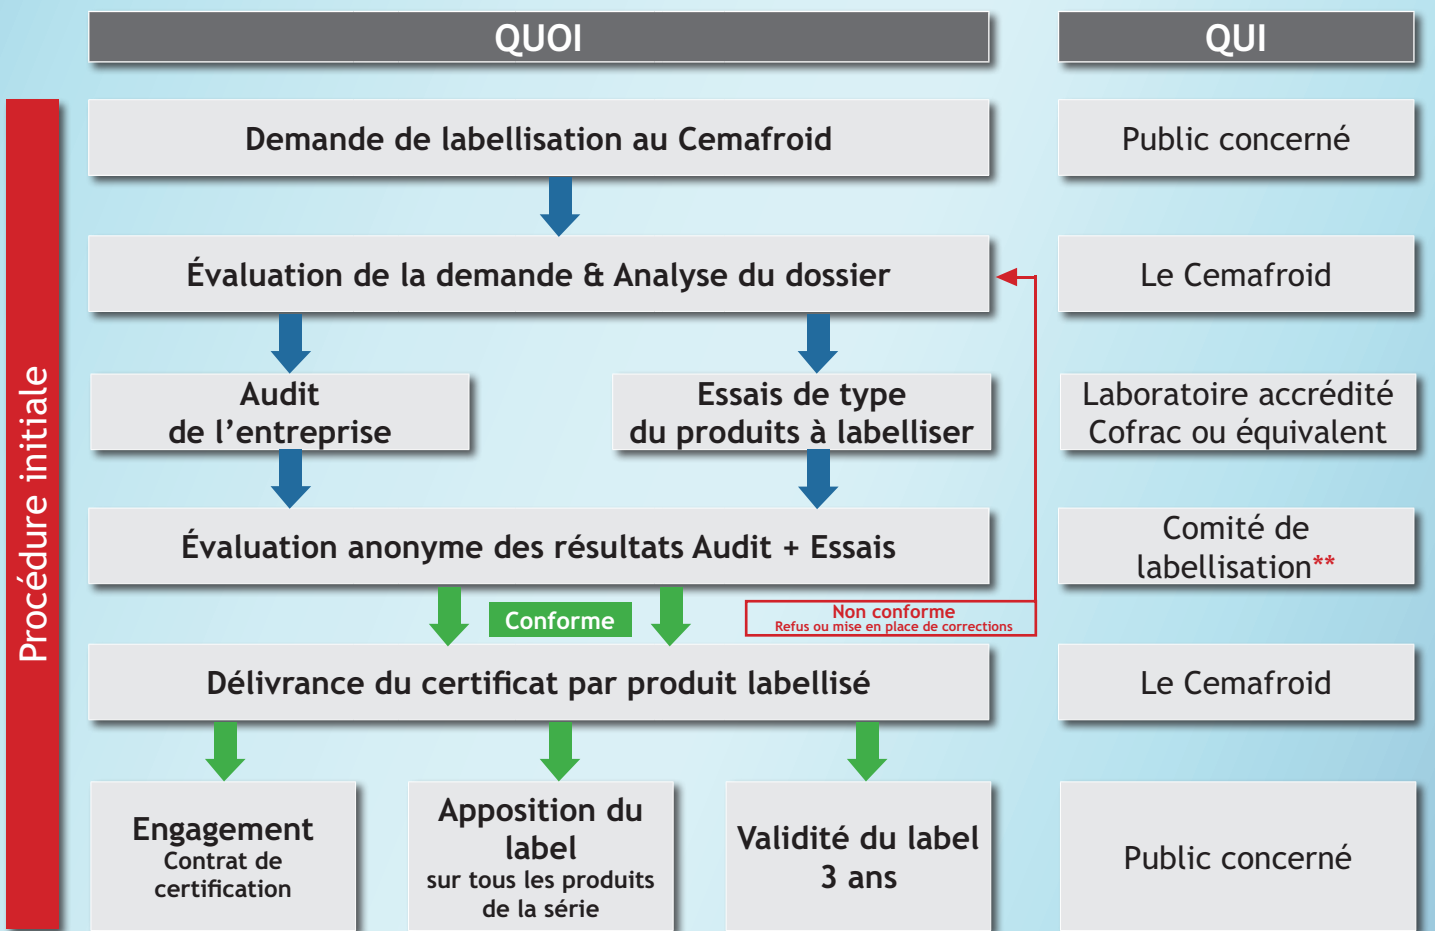 QUOI
QUI
Procédure initiale
Demande de labellisation au Cemafroid
Public concerné
Évaluation de la demande & Analyse du dossier
Le Cemafroid
Audit
de l'entreprise
Essais de type
du produits à labelliser
Laboratoire accrédité
Cofrac ou équivalent
Évaluation anonyme des résultats Audit + Essais
Comité de
labellisation**
Conforme
Non conforme
Refus ou mise en place de corrections
Délivrance du certificat par produit labellisé
Le Cemafroid
Engagement
Contrat de
certification
Apposition du
label
sur tous les produits
de la série
Validité du label
3 ans
Public concerné